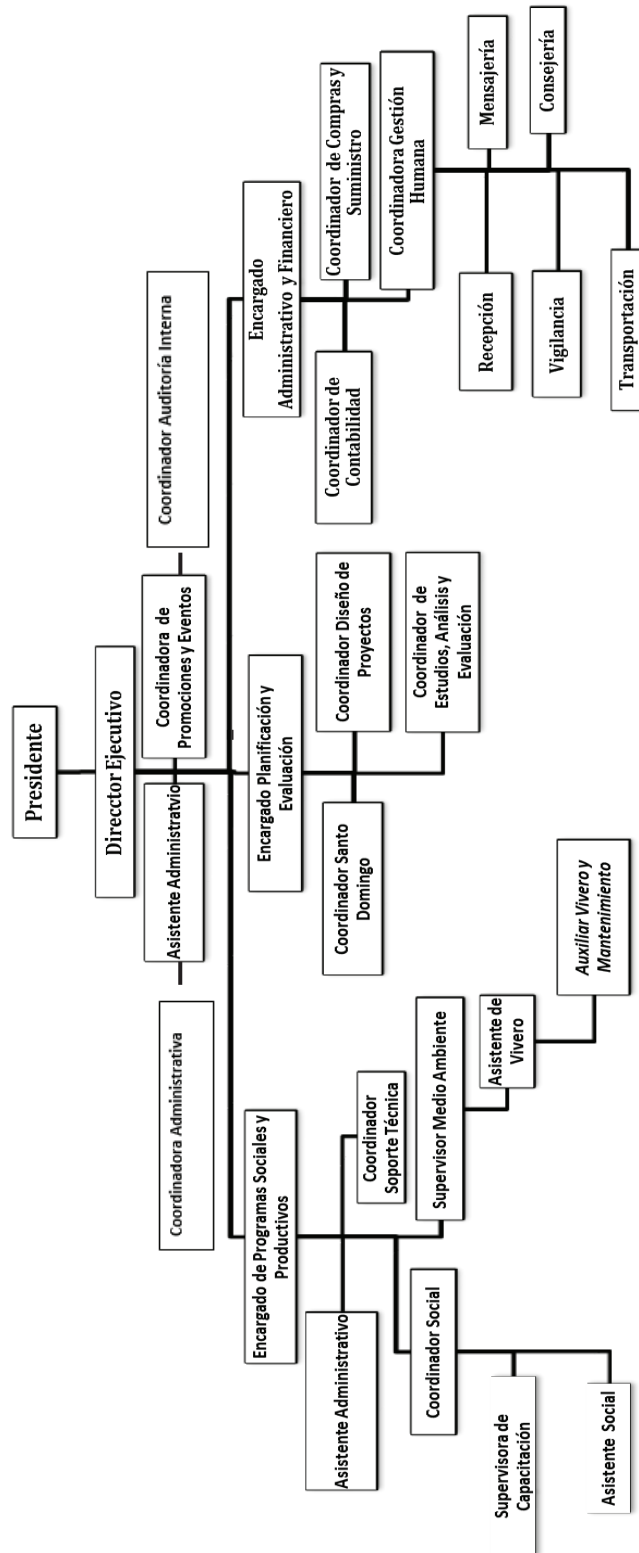 Presidente
Direcctor Ejecutivo
Asistente Administratvio
Coordinadora de
Promociones y Eventos
Coordinadora Administrativa
Coordinador Auditoría Interna
Encargado de Programas Sociales y
Productivos
Encargado Planificación y
Evaluación
Encargado
Administrativo y Financiero
Asistente Administrativo
Coordinador
Soporte Técnica
Coordinador Social
Supervisor Medio Ambiente
Supervisora de
Capacitación
Asistente Social
Asistente de
Vivero
Auxiliar Vivero y
Mantenimiento
Coordinador Santo
Domingo
Coordinador Diseño de
Proyectos
Coordinador de
Estudios, Análisis y
Evaluación
Coordinador de
Contabilidad
Coordinador de Compras y
Suministro
Coordinadora Gestión
Humana
Recepción
Mensajería
Vigilancia
Consejería
Transportación